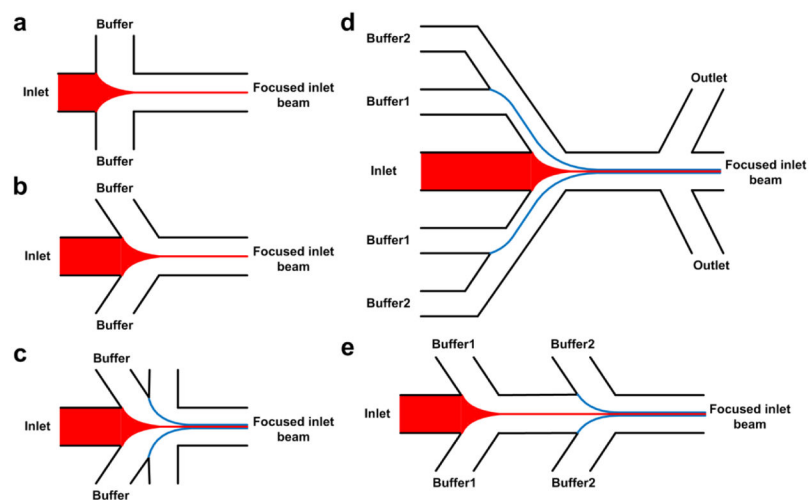 a
Buffer
Inlet
Focused inlet
beam
Buffer
b
Buffer
Inlet
Focused inlet
beam
Buffer
c
Buffer
Inlet
Focused inlet
beam
Buffer
d
Buffer2
Outlet
Buffer1
Inlet
Focused inlet
beam
Buffer1
Outlet
Buffer2
e
Buffer1
Buffer2
Inlet
Focused inlet
beam
Buffer1
Buffer2